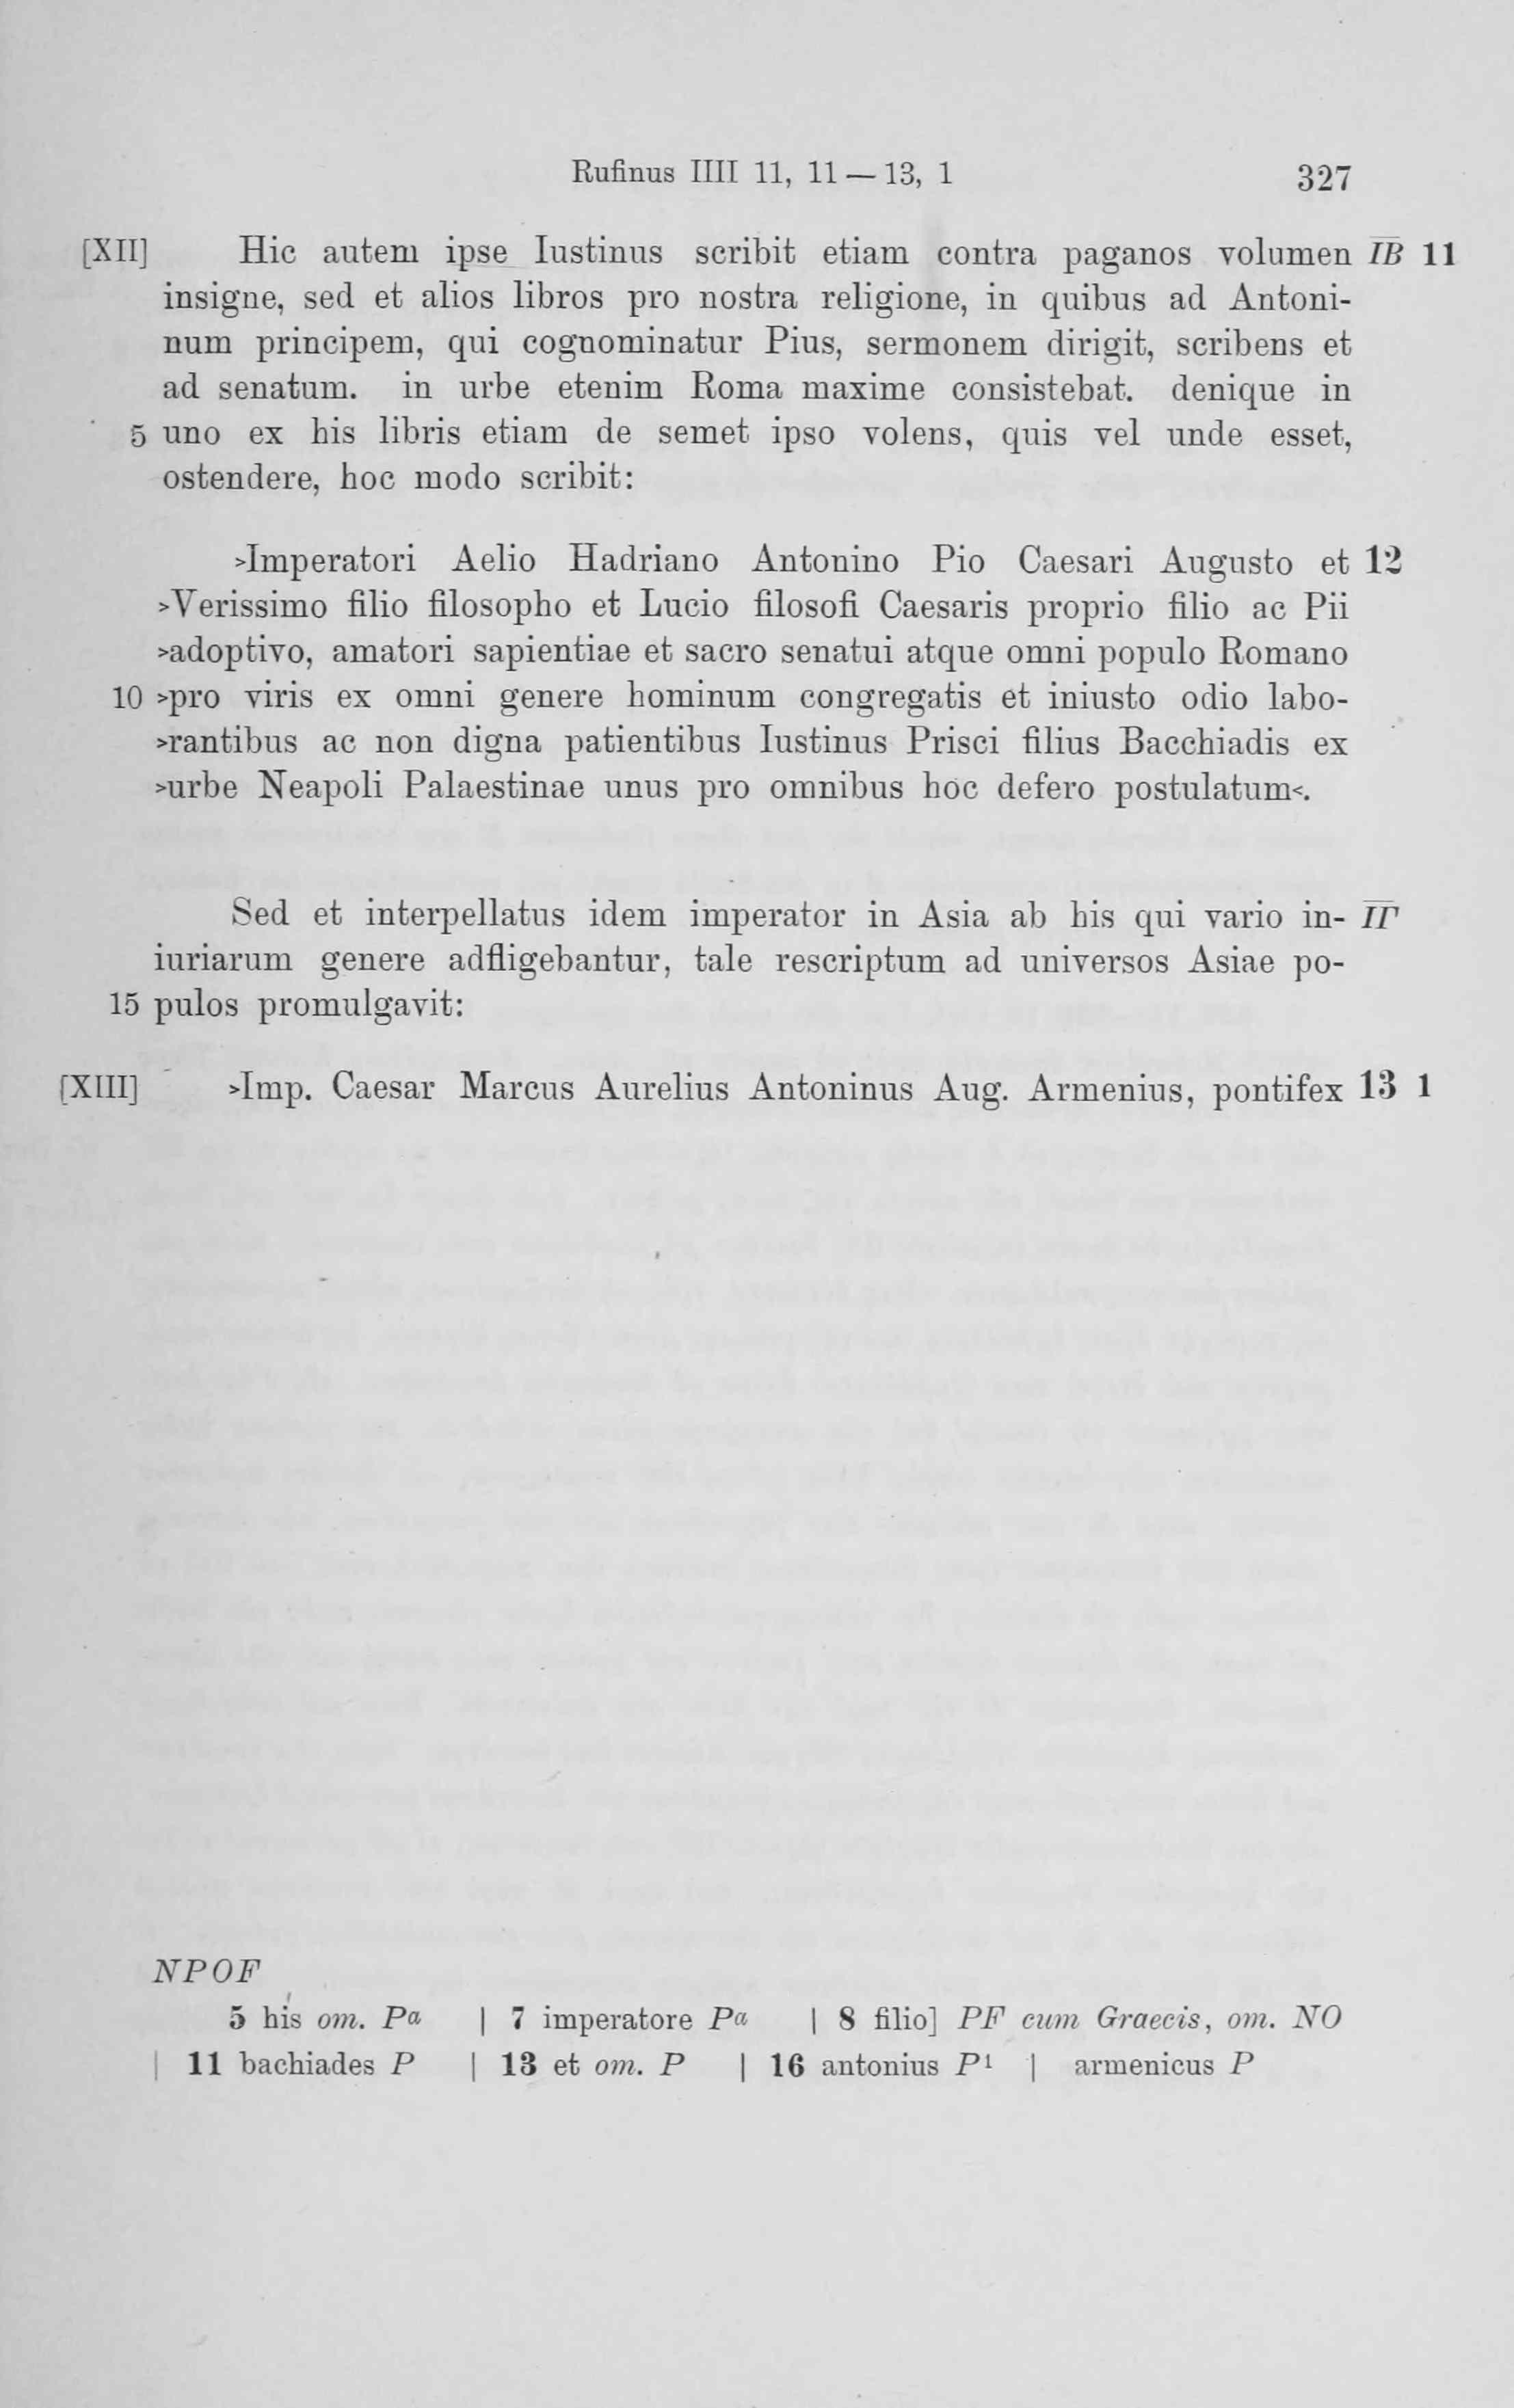 Rufinus IIII 11, 11 — 13, 1 327
[XII] Hic autem ipse Iustinus scribit etiam contra paganos volumen I̅B̅ 11
insigne, sed et alios libros pro nostra religione, in quibus ad Antoni-
num principem, qui cognominatur Pius, sermonem dirigit, scribens et
ad senatum. in urbe etenim Roma maxime consistebat. denique in
5 uno ex his libris etiam de semet ipso volens, quis vel unde esset,
ostendere, hoc modo scribit:
>Imperatori Aelio Hadriano Antonino Pio Caesari Augusto et 12
>Verissimo filio filosopho et Lucio filosofi Caesaris proprio filio ac Pii
>adoptivo, amatori sapientiae et sacro senatui atque omni populo Romano
10 >pro viris ex omni genere hominum congregatis et iniusto odio labo-
>rantibus ac non digna patientibus Iustinus Prisci filius Bacchiadis ex
>urbe Neapoli Palaestinae unus pro omnibus hoc defero postulatum<.
Sed et interpellatus idem imperator in Asia ab his qui vario in- I̅Γ̅
iuriarum genere adfligebantur, tale rescriptum ad universos Asiae po-
15 pulos promulgavit:
[XIII] >Imp. Caesar Marcus Aurelius Antoninus Aug. Armenius, pontifex 13 1
NPOF
5 his om. Pa | 7 imperatore Pa | 8 filio] PF cum Graecis, om. NO
| 11 bachiades P | 13 et om. P | 16 antonius P¹ | armenicus P